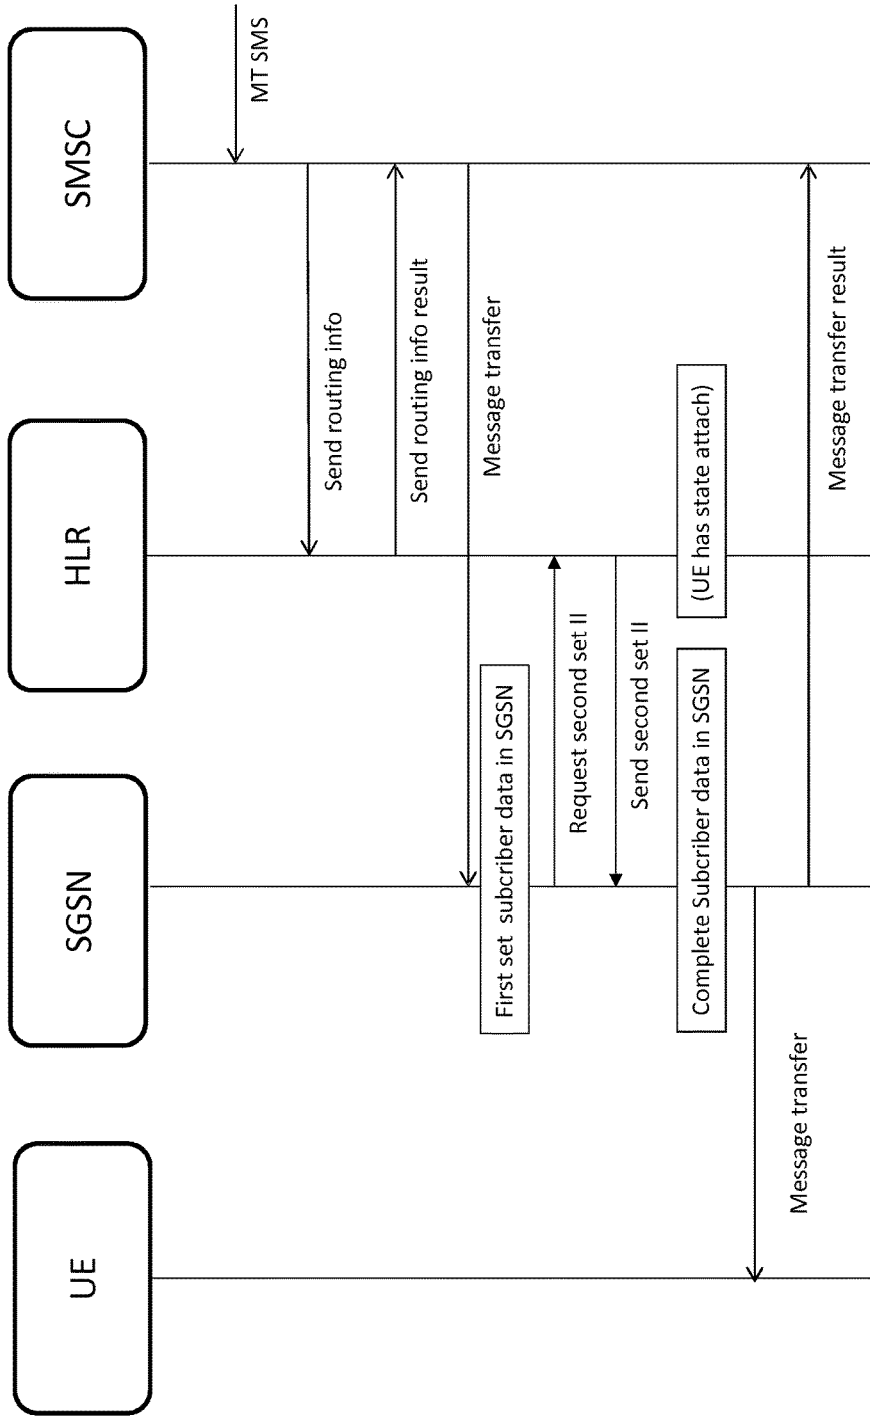 UE
SGSN
HLR
SMSC
MT SMS
Send routing info
Send routing info result
Message transfer
First set subcriber data in SGSN
Request second set II
Send second set II
Complete Subcriber data in SGSN
(UE has state attach)
Message transfer
Message transfer result